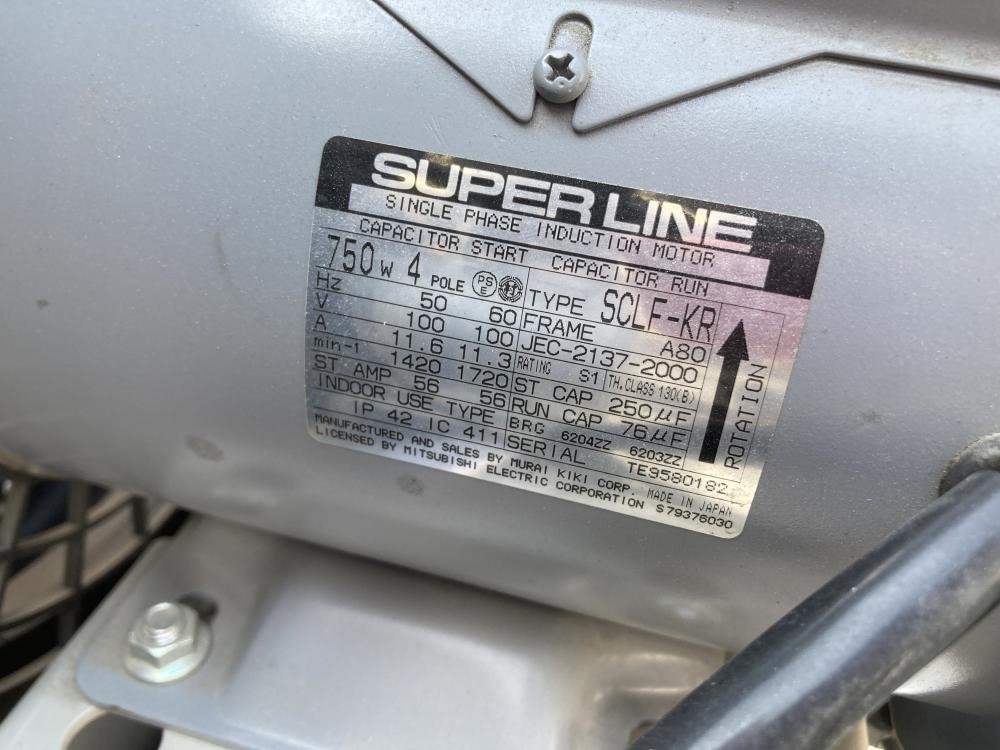 SUPER LINE
SINGLE PHASE INDUCTION MOTOR
CAPACITOR START CAPACITOR RUN
750 W 4 POLE PS E TYPE SCLF-KR
Hz 50 60 FRAME A80
V 100 100 JEC-2137-2000
A 11.6 11.3 RATING S1 TH.CLASS 130(B)
min-1 1420 1720 ST CAP 250μF
ST AMP 56 56 RUN CAP 76μF
INDOOR USE TYPE BRG 6204ZZ 6203ZZ
IP 42 IC 411 SERIAL TE9580182
ROTATION
MANUFACTURED AND SALES BY MURAI KIKI CORP. MADE IN JAPAN
LICENSED BY MITSUBISHI ELECTRIC CORPORATION S79376030